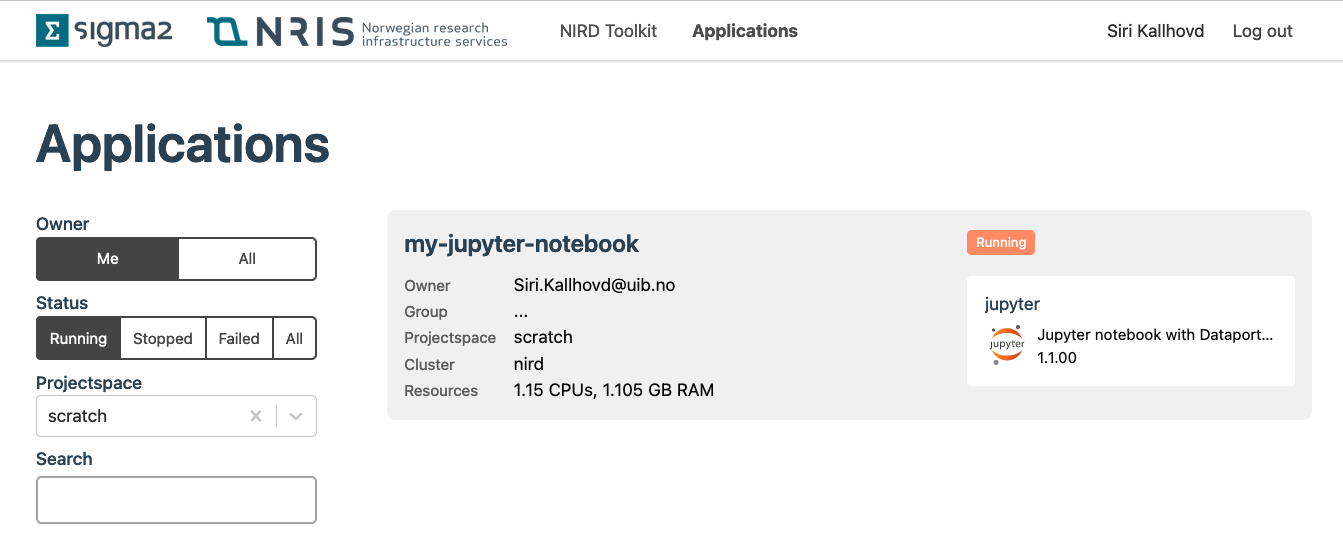 Σ sigma2 NRIS Norwegian research
infrastructure services
NIRD Toolkit Applications Siri Kallhovd Log out
Applications
Owner
Me All
Status
Running Stopped Failed All
Projectspace
scratch
Search
my-jupyter-notebook
Running
Owner Siri.Kallhovd@uib.no
Group ...
Projectspace scratch
Cluster nird
Resources 1.15 CPUs, 1.105 GB RAM
jupyter
jupyter
Jupyter notebook with Dataport...
1.1.00